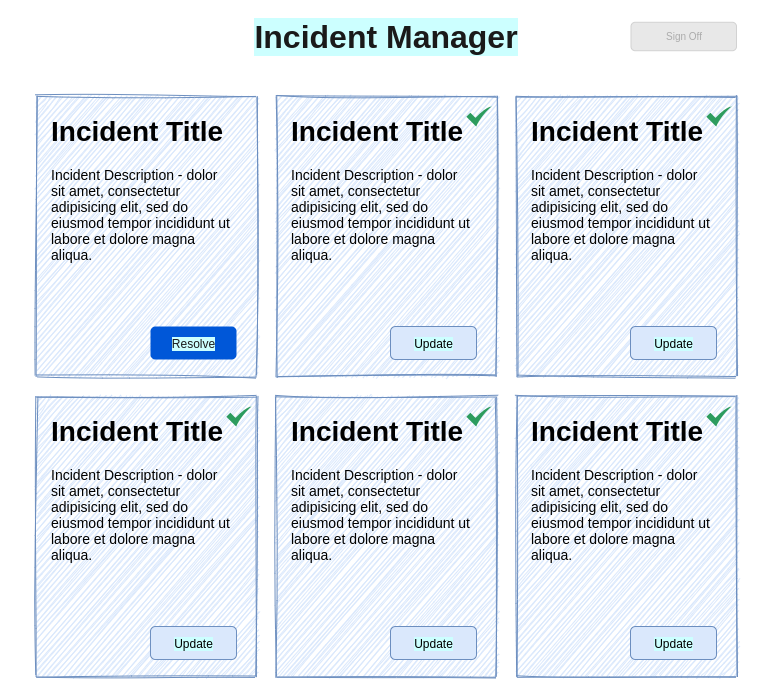 Incident Manager
Sign Off
Incident Title
Incident Description - dolor
sit amet, consectetur
adipisicing elit, sed do
eiusmod tempor incididunt ut
labore et dolore magna
aliqua.
Resolve
Incident Title
Incident Description - dolor
sit amet, consectetur
adipisicing elit, sed do
eiusmod tempor incididunt ut
labore et dolore magna
aliqua.
Update
Incident Title
Incident Description - dolor
sit amet, consectetur
adipisicing elit, sed do
eiusmod tempor incididunt ut
labore et dolore magna
aliqua.
Update
Incident Title
Incident Description - dolor
sit amet, consectetur
adipisicing elit, sed do
eiusmod tempor incididunt ut
labore et dolore magna
aliqua.
Update
Incident Title
Incident Description - dolor
sit amet, consectetur
adipisicing elit, sed do
eiusmod tempor incididunt ut
labore et dolore magna
aliqua.
Update
Incident Title
Incident Description - dolor
sit amet, consectetur
adipisicing elit, sed do
eiusmod tempor incididunt ut
labore et dolore magna
aliqua.
Update